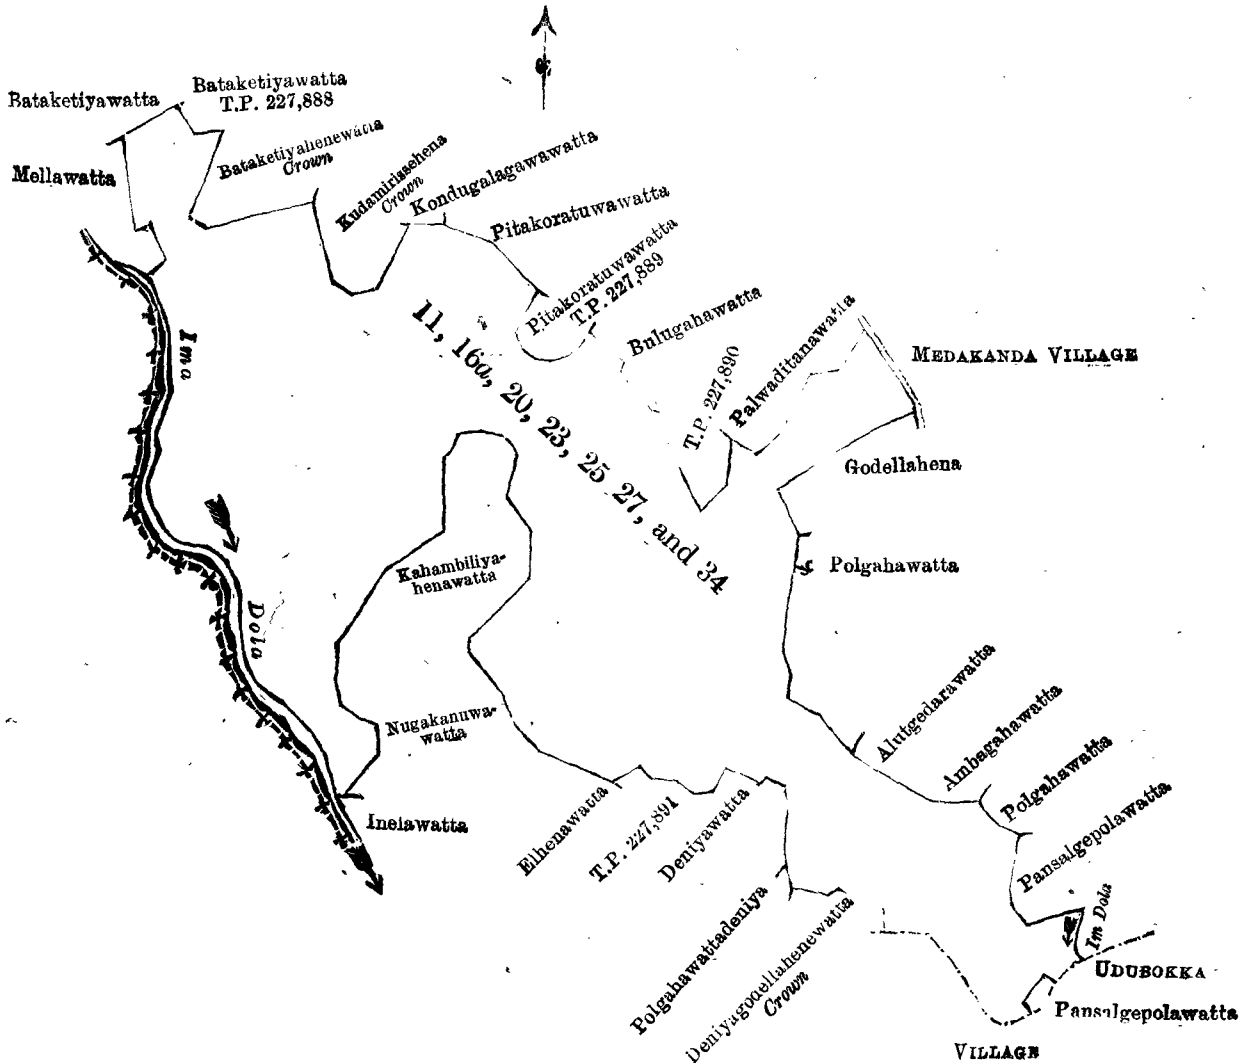 Bataketiyawatta
T.P. 227,888
Bataketiyawatta
Bataketiyahenewatta
Crown
Mellawatta
Kudamirissehena
Crown
Kondugalagawawatta
Pitakoratuwawatta
Pitakoratuwawatta
T.P. 227,889
Bulugahawatta
T.P. 227,890
Palwaditanawatta
MEDAKANDA VILLAGE
Godellahena
Ima
11, 16a, 20, 23, 25 27, and 34
Polgahawatta
Kahambiliya-
henawatta
Dola
Nugakanuwa-
watta
Alutgedarawatta
Ambagahawatta
Polgahawatta
Pansalgepolawatta
Inelawatta
Elhenawatta
T.P. 227,891
Deniyawatta
Polgahawattadeniya
Deniyagodellahenewatta
Crown
Im Dola
UDUBOKKA
Pansalgepolawatta
VILLAGE